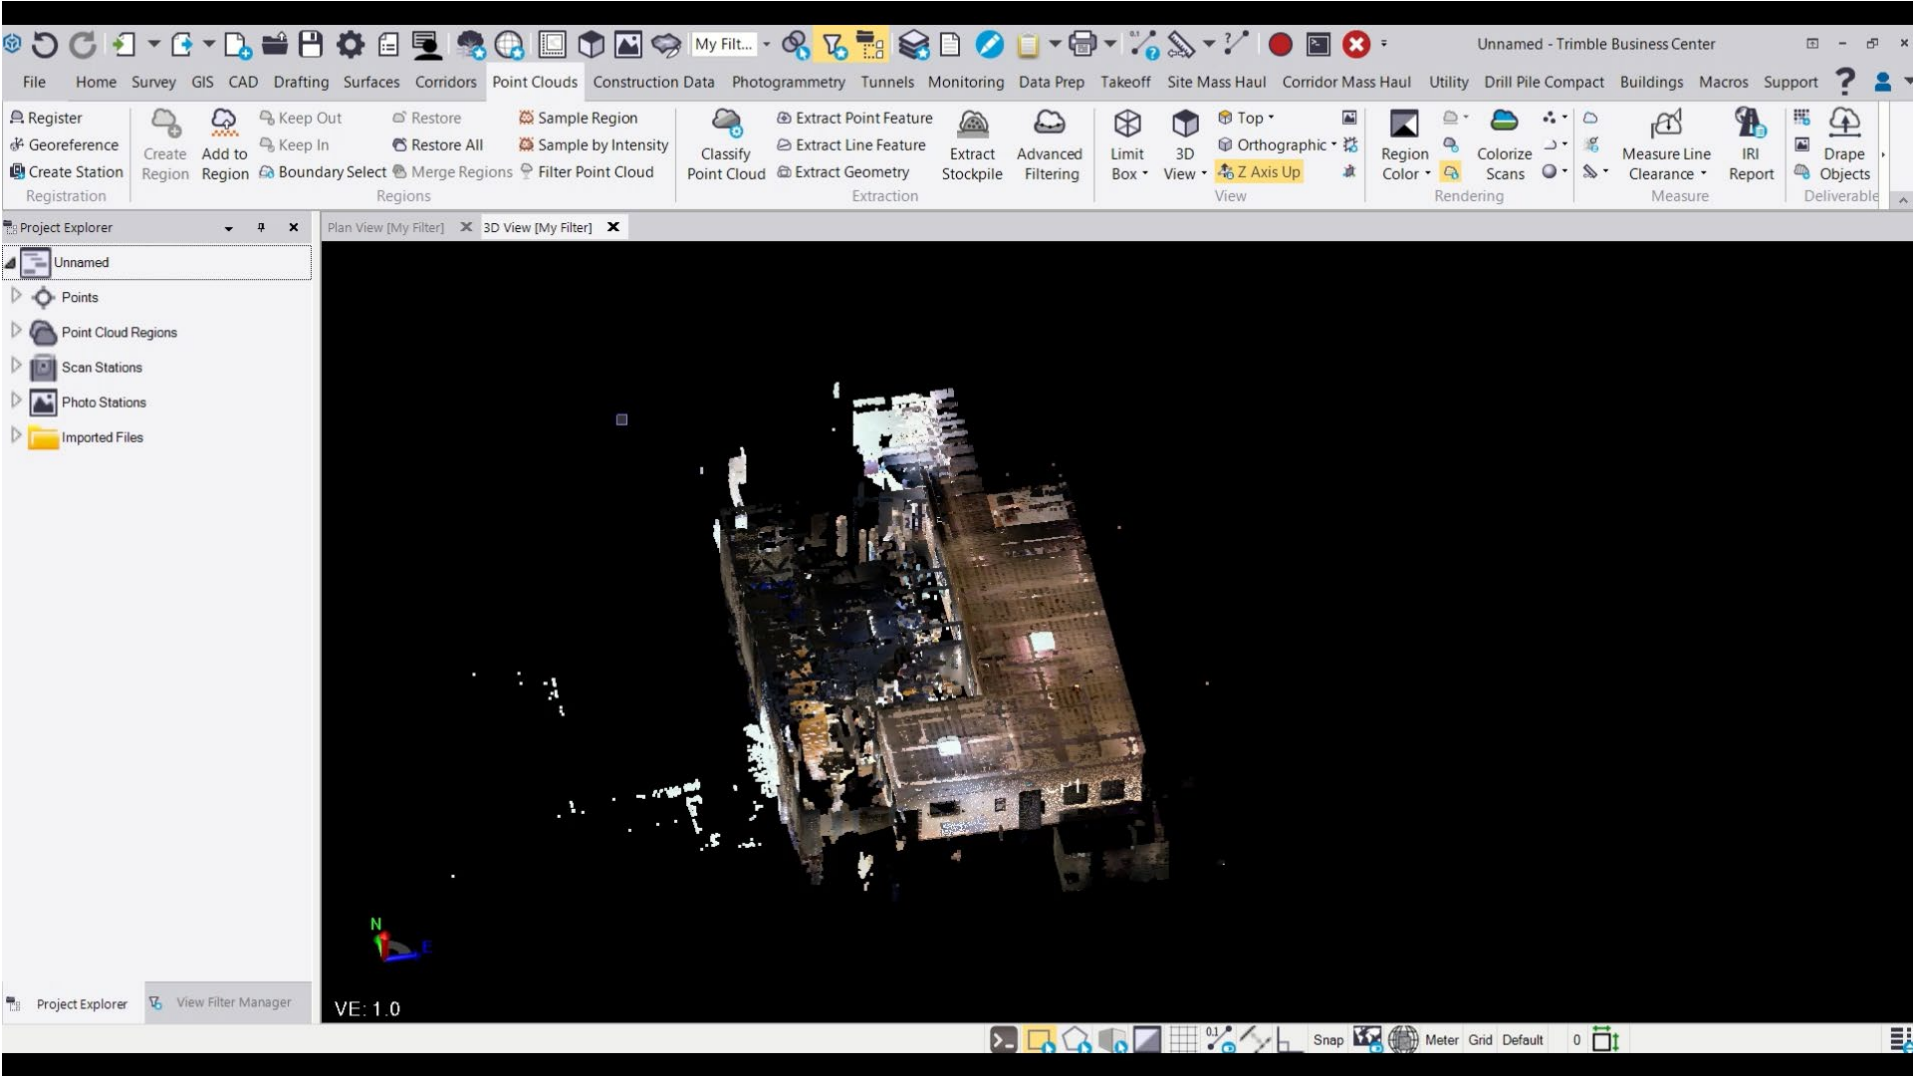 My Filt...
Unnamed - Trimble Business Center
File Home Survey GIS CAD Drafting Surfaces Corridors Point Clouds Construction Data Photogrammetry Tunnels Monitoring Data Prep Takeoff Site Mass Haul Corridor Mass Haul Utility Drill Pile Compact Buildings Macros Support
Register
Georeference
Create Station
Registration
Create
Region
Add to
Region
Keep Out
Keep In
Boundary Select
Restore
Restore All
Merge Regions
Sample Region
Sample by Intensity
Filter Point Cloud
Regions
Classify
Point Cloud
Extract Point Feature
Extract Line Feature
Extract Geometry
Extract
Stockpile
Advanced
Filtering
Extraction
Limit
Box
3D
View
Top
Orthographic
Z Axis Up
View
Region
Color
Colorize
Scans
Rendering
Measure Line
Clearance
IRI
Report
Measure
Drape
Objects
Deliverable
Project Explorer
Plan View [My Filter]
3D View [My Filter]
Unnamed
Points
Point Cloud Regions
Scan Stations
Photo Stations
Imported Files
N
E
VE: 1.0
Project Explorer
View Filter Manager
0.1
Snap
Meter
Grid
Default
0